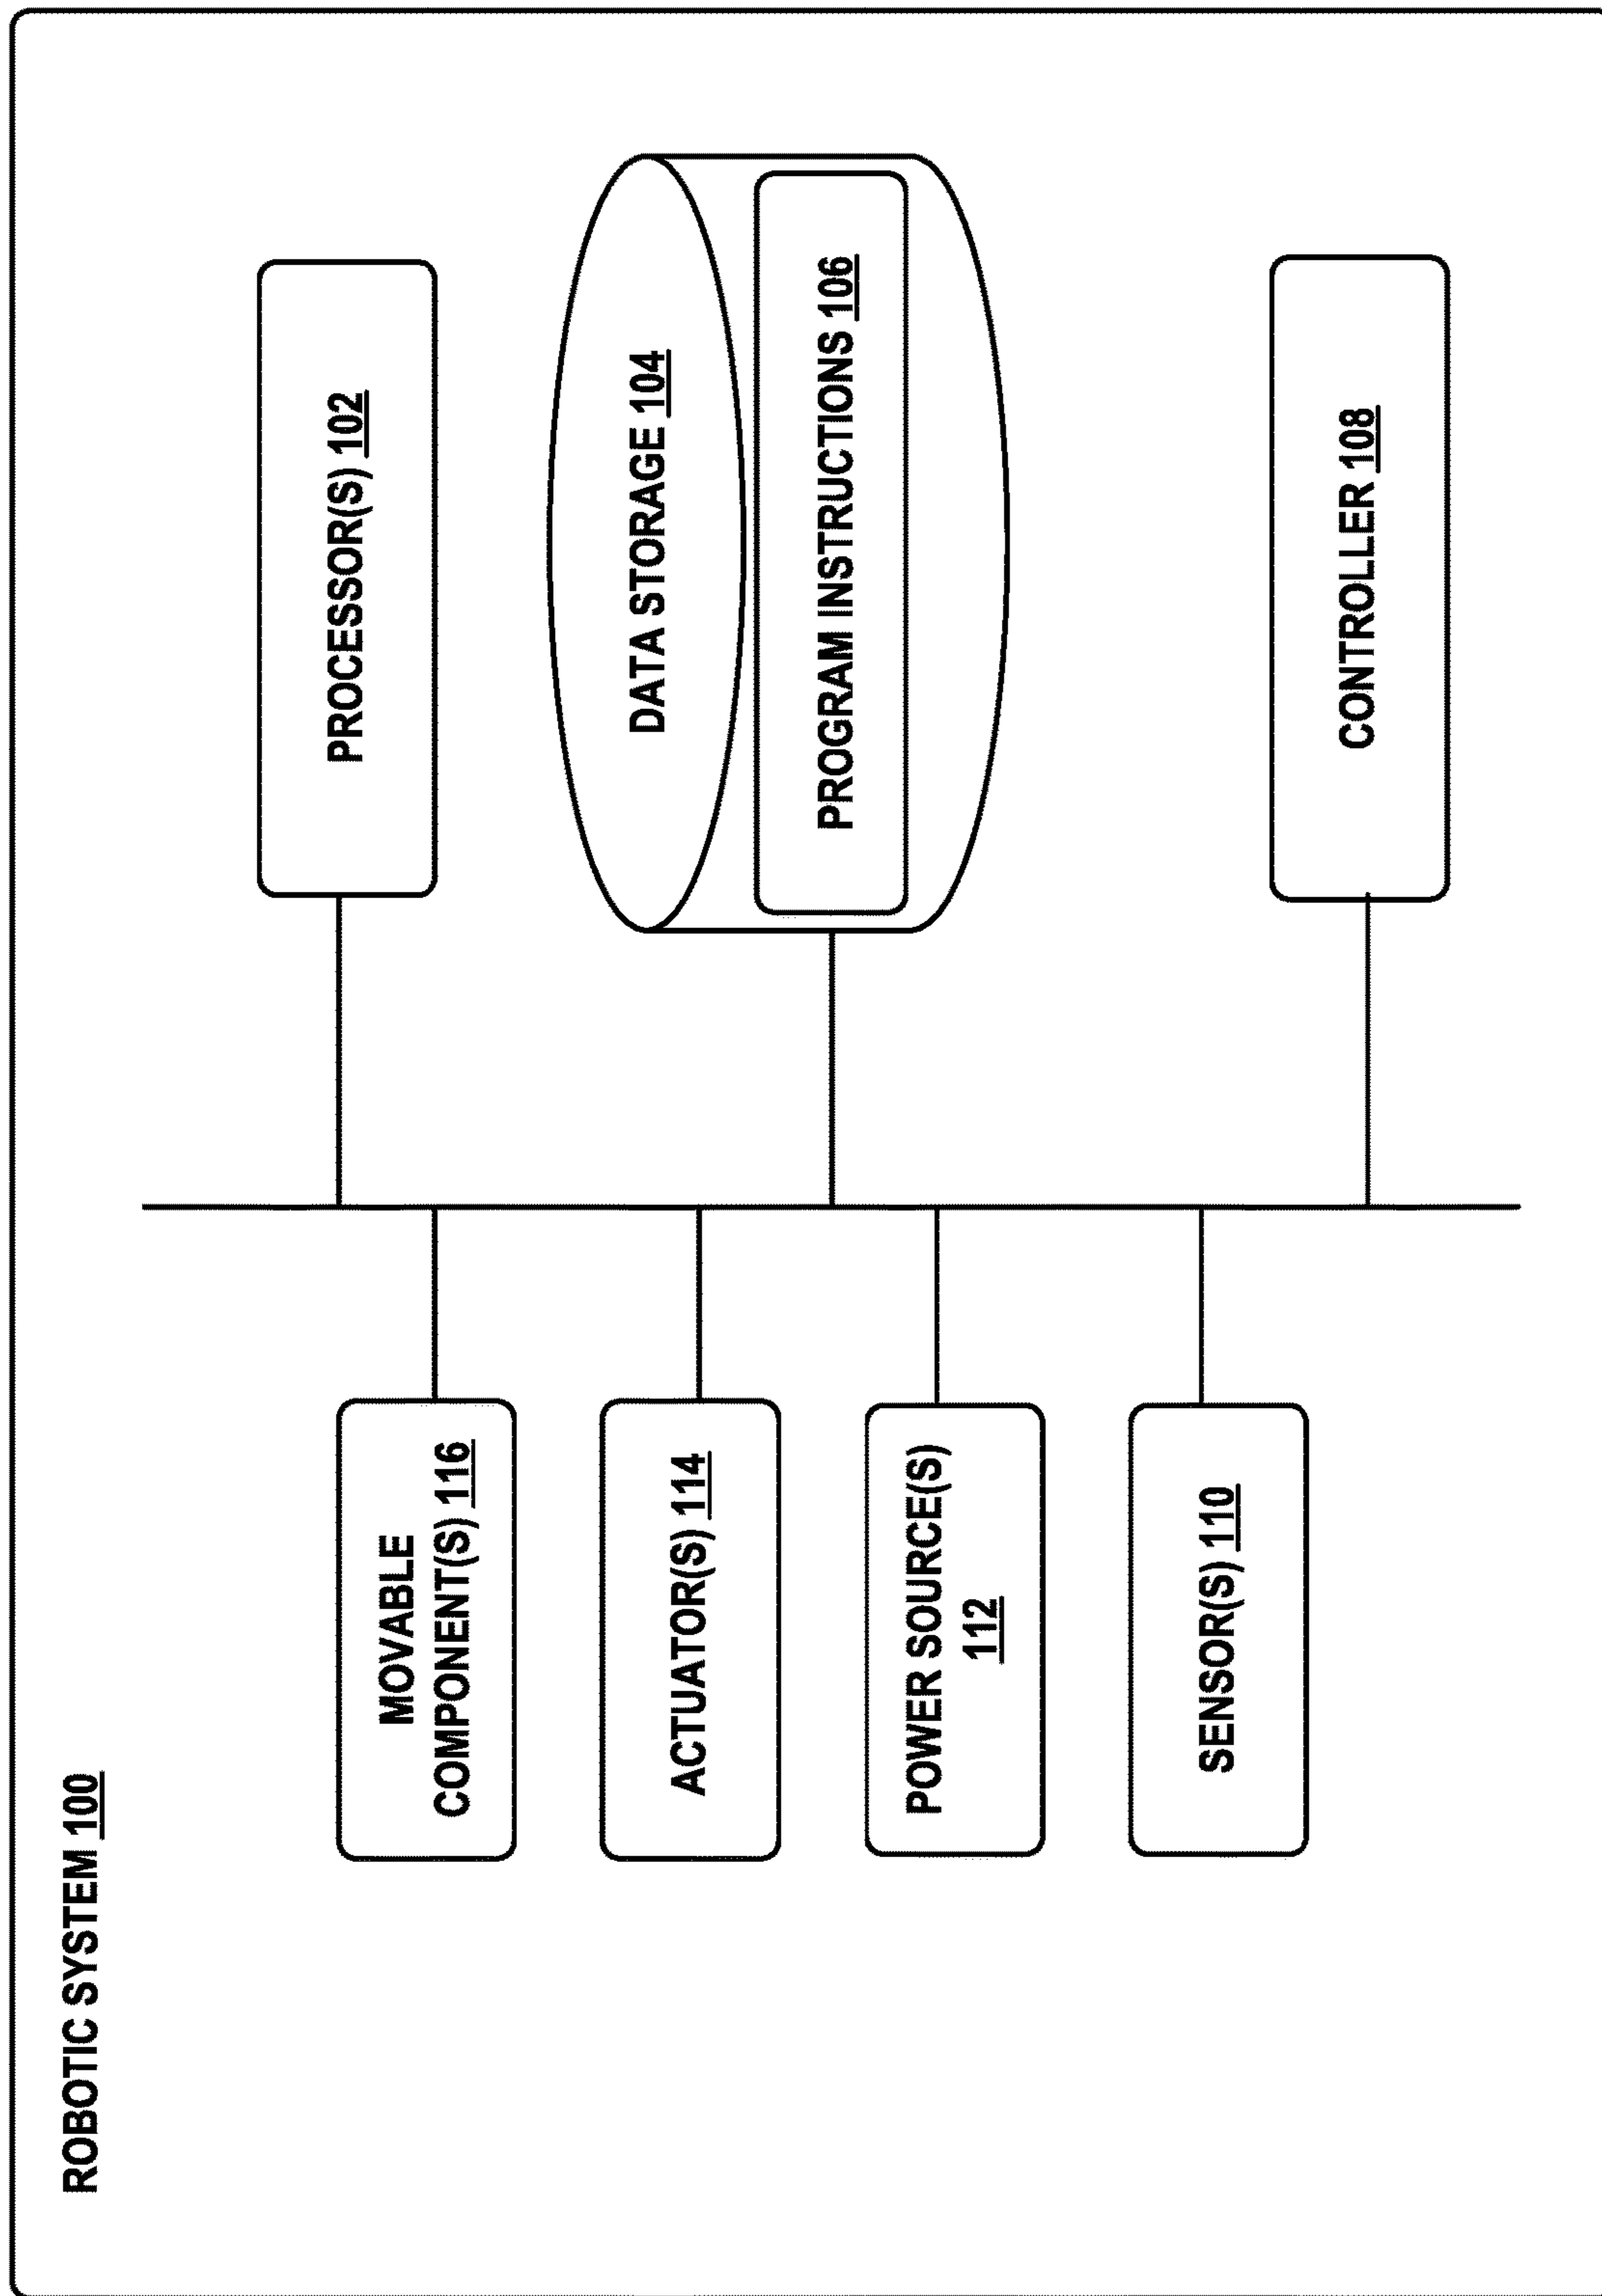 ROBOTIC SYSTEM 100
MOVABLE
COMPONENT(S) 116
ACTUATOR(S) 114
POWER SOURCE(S)
112
SENSOR(S) 110
PROCESSOR(S) 102
DATA STORAGE 104
PROGRAM INSTRUCTIONS 106
CONTROLLER 108